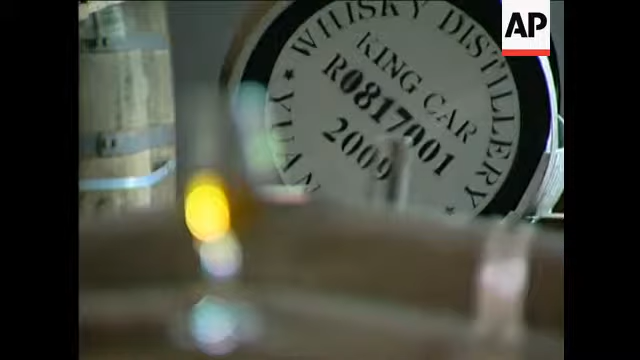 AP
WHISKY DISTILLERY
KING CAR
R0817001
2009
YUAN